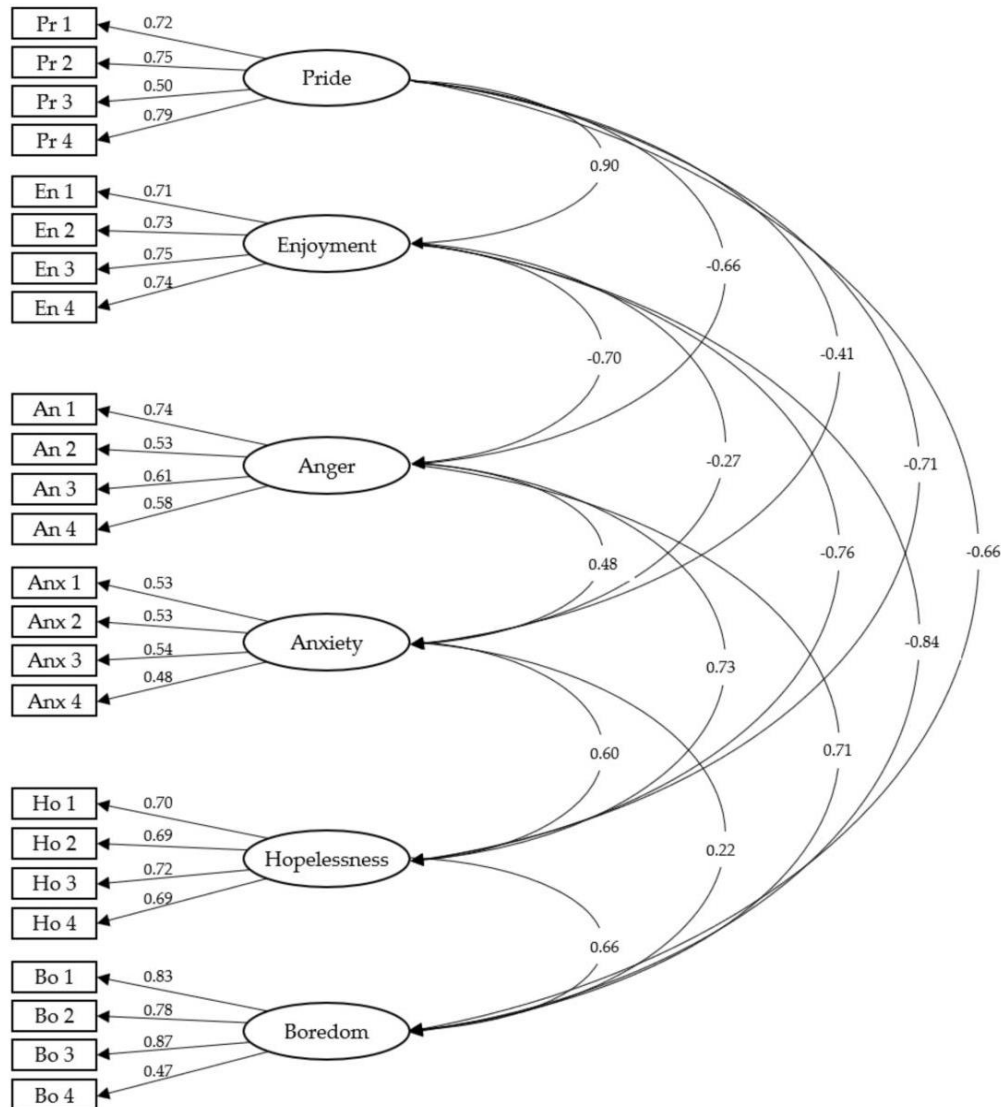 Pr 1
0.72
Pr 2
0.75
Pr 3
0.50
Pr 4
0.79
Pride
0.90
En 1
0.71
En 2
0.73
En 3
0.75
En 4
0.74
Enjoyment
-0.66
-0.70
-0.41
An 1
0.74
An 2
0.53
An 3
0.61
An 4
0.58
Anger
-0.27
-0.71
-0.76
-0.66
0.48
Anx 1
0.53
Anx 2
0.53
Anx 3
0.54
Anx 4
0.48
Anxiety
-0.84
0.73
0.60
0.71
Ho 1
0.70
Ho 2
0.69
Ho 3
0.72
Ho 4
0.69
Hopelessness
0.22
0.66
Bo 1
0.83
Bo 2
0.78
Bo 3
0.87
Bo 4
0.47
Boredom